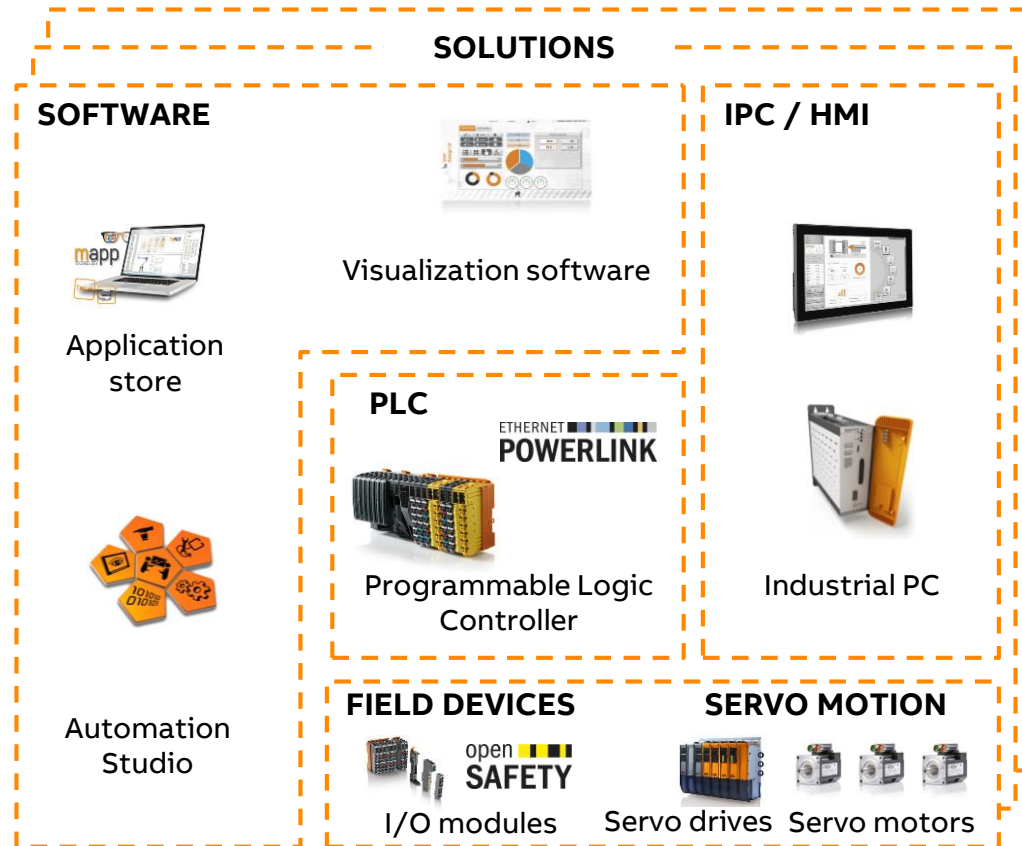 SOLUTIONS
SOFTWARE
IPC / HMI
mapp
Visualization software
Application
store
PLC
ETHERNET
POWERLINK
Programmable Logic
Controller
Industrial PC
Automation
Studio
FIELD DEVICES
SERVO MOTION
open
SAFETY
I/O modules
Servo drives
Servo motors